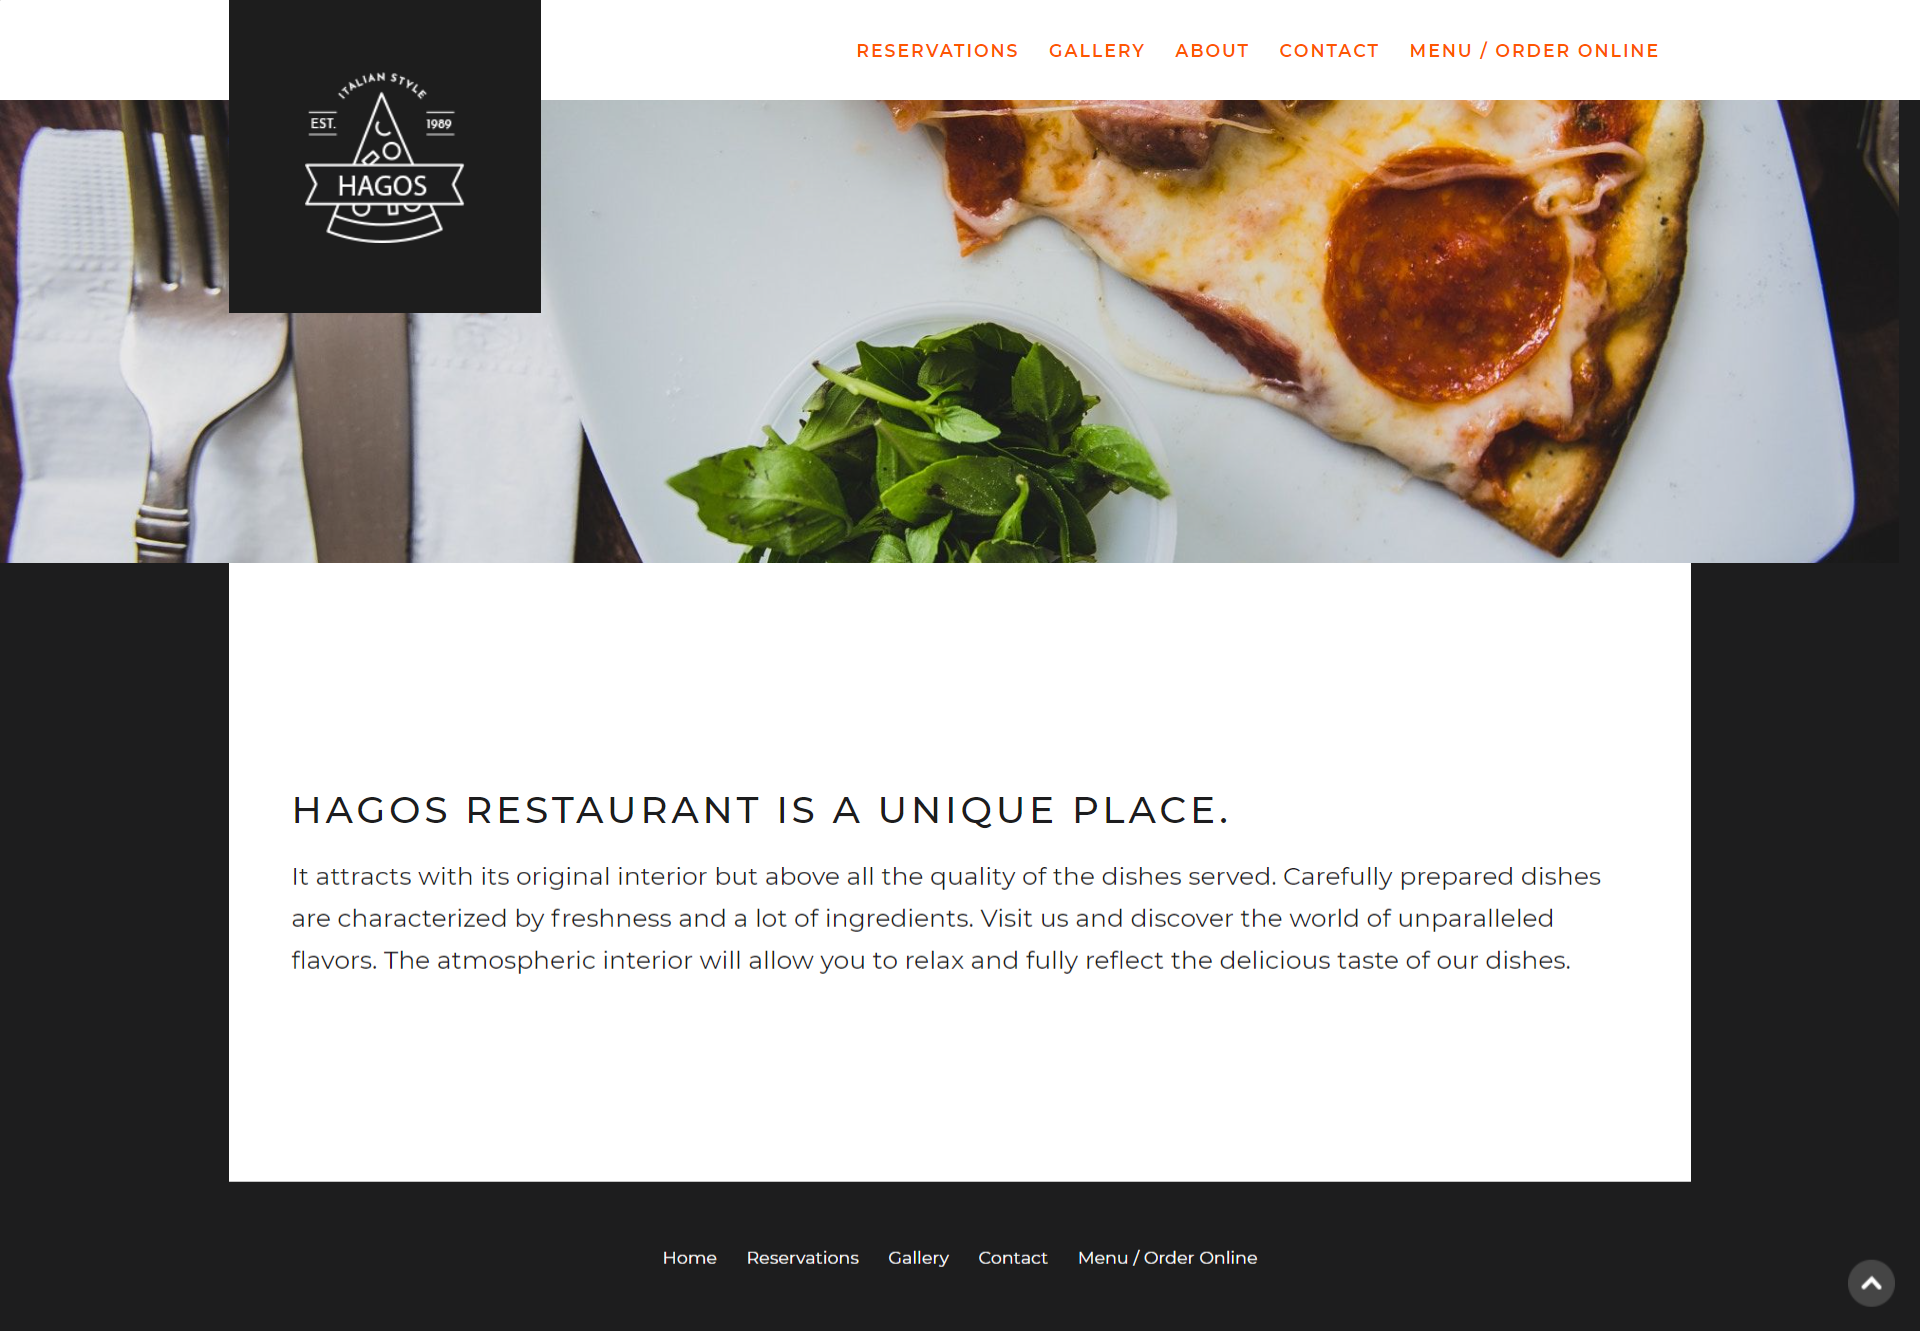 RESERVATIONS GALLERY ABOUT CONTACT MENU / ORDER ONLINE
ITALIAN STYLE
EST. 1989
HAGOS
HAGOS RESTAURANT IS A UNIQUE PLACE.
It attracts with its original interior but above all the quality of the dishes served. Carefully prepared dishes
are characterized by freshness and a lot of ingredients. Visit us and discover the world of unparalleled
flavors. The atmospheric interior will allow you to relax and fully reflect the delicious taste of our dishes.
Home Reservations Gallery Contact Menu / Order Online